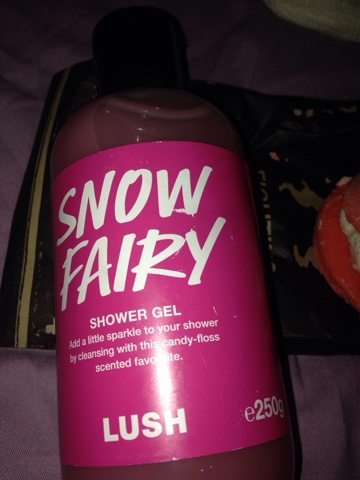 SNOW
FAIRY
SHOWER GEL
Add a little sparkle to your shower
by cleansing with this candy-floss
scented favourite.
LUSH
e250g